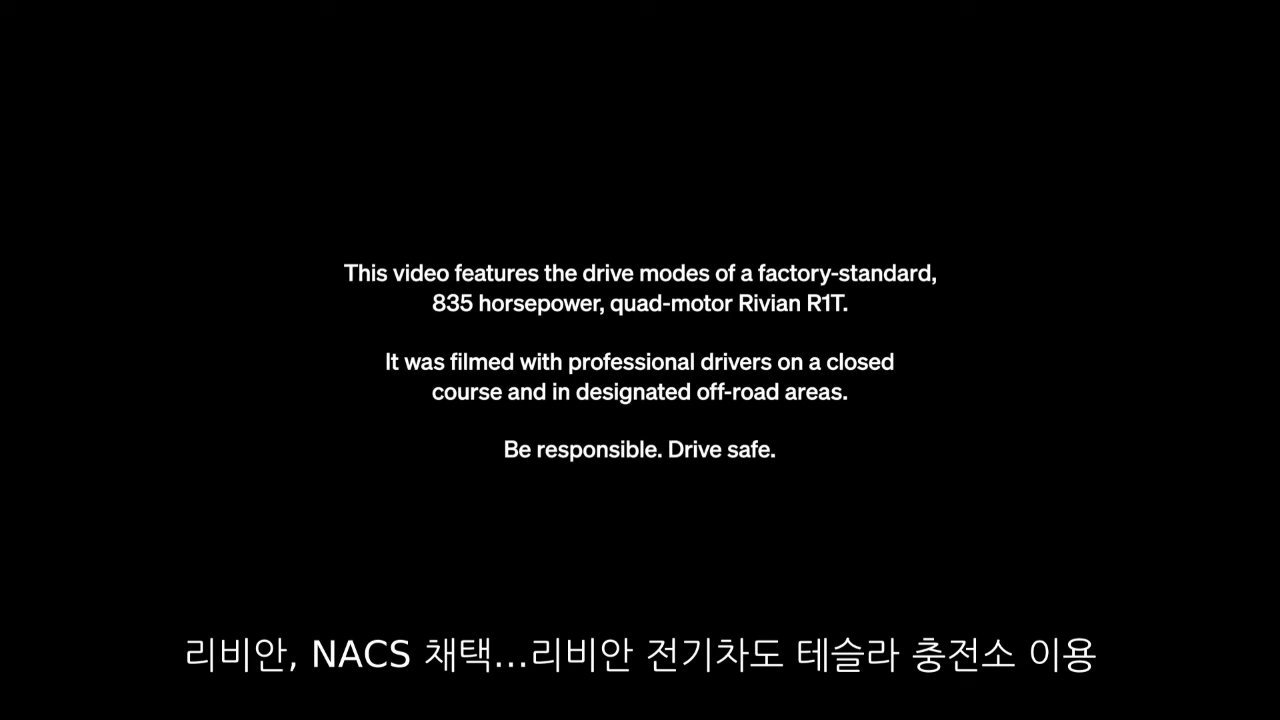 This video features the drive modes of a factory-standard,
835 horsepower, quad-motor Rivian R1T.
It was filmed with professional drivers on a closed
course and in designated off-road areas.
Be responsible. Drive safe.
리비안, NACS 채택...리비안 전기차도 테슬라 충전소 이용